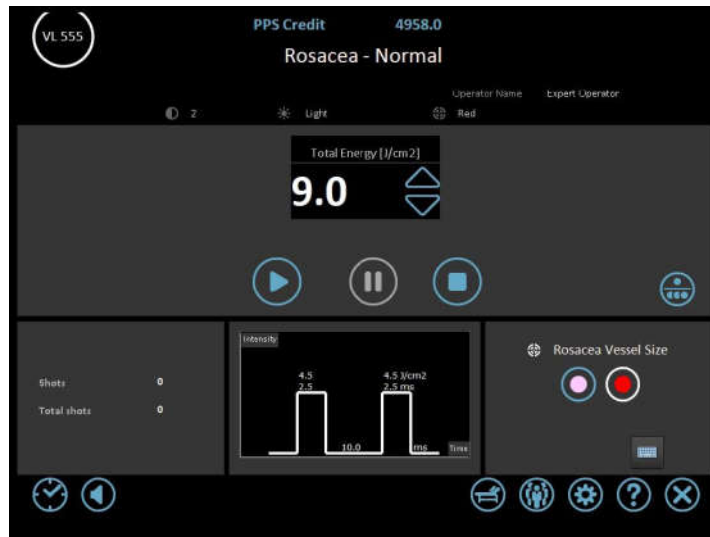 VL 555
PPS Credit 4958.0
Rosacea - Normal
Operator Name Expert Operator
2 Light Red
Total Energy [J/cm2]
9.0
Intensity
4.5 4.5 J/cm2
2.5 2.5 ms
10.0 ms Time
Shots 0
Total shots 0
Rosacea Vessel Size
?